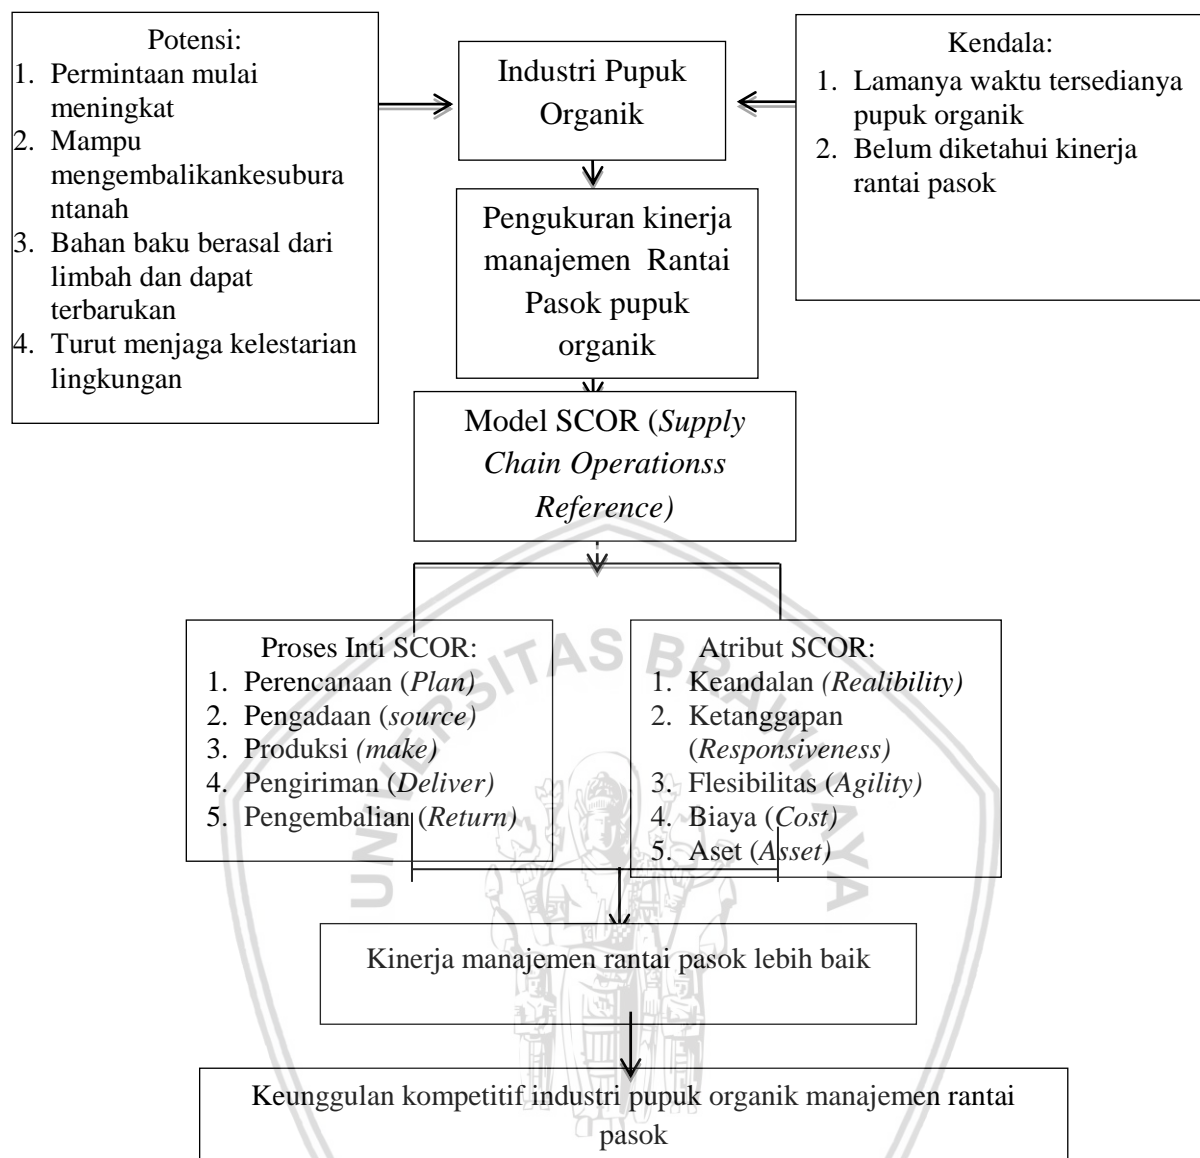 Potensi:
1. Permintaan mulai
meningkat
2. Mampu
mengembalikankesubura
ntanah
3. Bahan baku berasal dari
limbah dan dapat
terbarukan
4. Turut menjaga kelestarian
lingkungan
Industri Pupuk
Organik
Kendala:
1. Lamanya waktu tersedianya
pupuk organik
2. Belum diketahui kinerja
rantai pasok
Pengukuran kinerja
manajemen Rantai
Pasok pupuk
organik
Model SCOR (Supply
Chain Operationss
Reference)
Proses Inti SCOR:
1. Perencanaan (Plan)
2. Pengadaan (source)
3. Produksi (make)
4. Pengiriman (Deliver)
5. Pengembalian (Return)
Atribut SCOR:
1. Keandalan (Realibility)
2. Ketanggapan
(Responsiveness)
3. Flesibilitas (Agility)
4. Biaya (Cost)
5. Aset (Asset)
Kinerja manajemen rantai pasok lebih baik
Keunggulan kompetitif industri pupuk organik manajemen rantai
pasok
UNIVERSITAS BRAWIJAYA